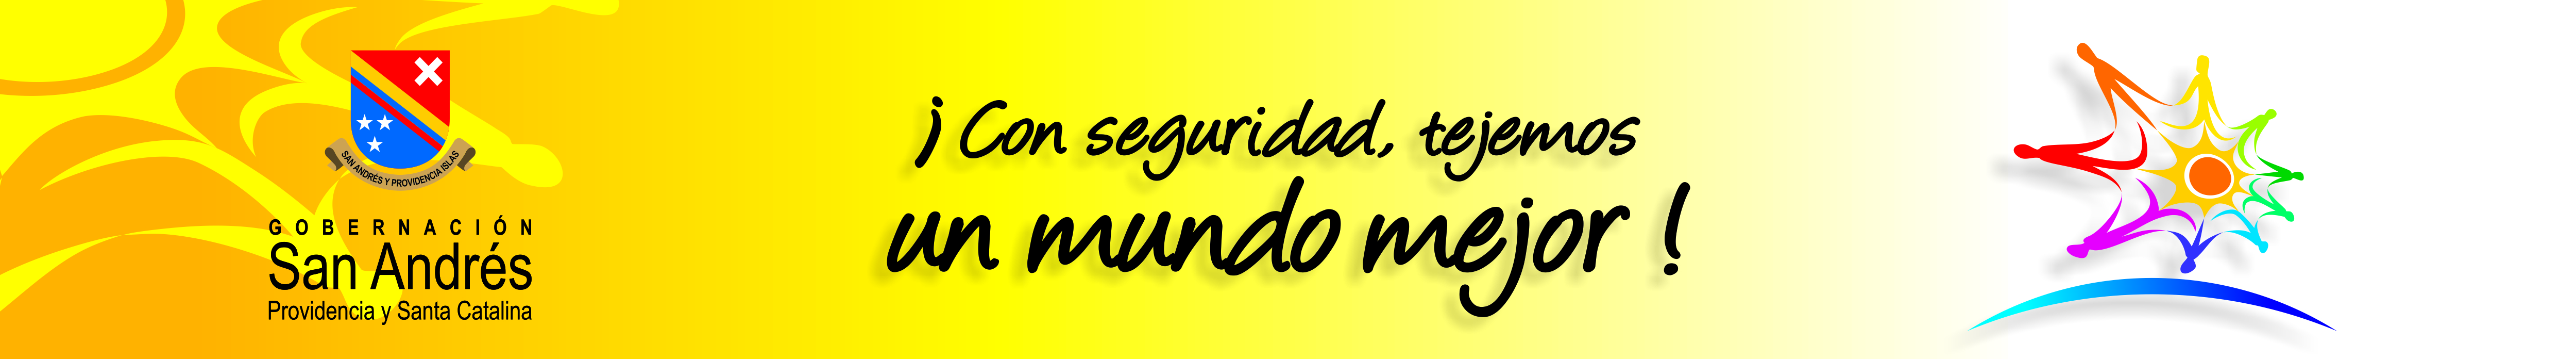 SAN ANDRÉS Y PROVIDENCIA ISLAS
GOBERNACIÓN
San Andrés
Providencia y Santa Catalina
¡ Con seguridad, tejemos
un mundo mejor !